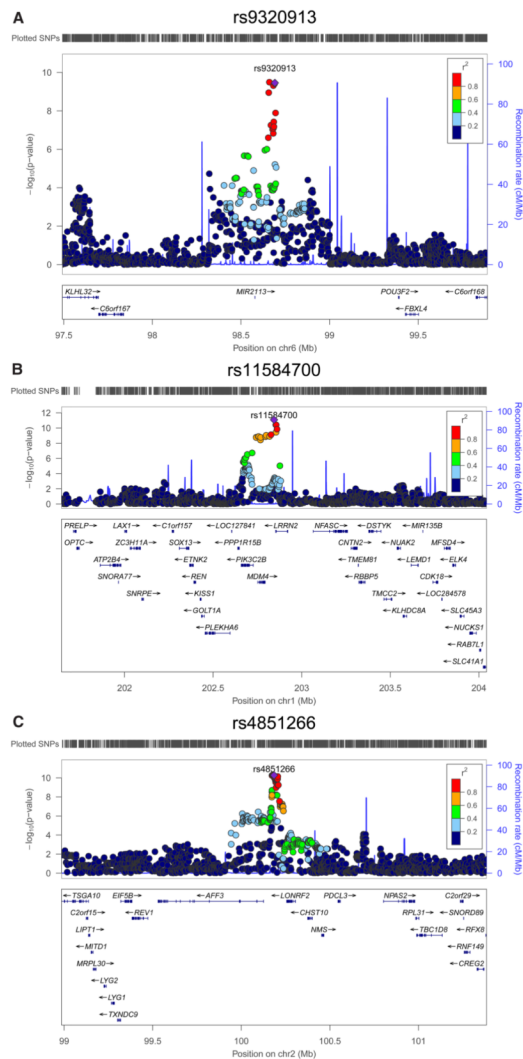 A
rs9320913
Plotted SNPs
rs9320913
r²
0.8
0.6
0.4
0.2
10
8
6
4
2
0
−log10(p-value)
100
80
60
40
20
0
Recombination rate (cM/Mb)
KLHL32→
MIR2113→
POU3F2→
←C6orf168
←C6orf167
←FBXL4
97.5 98 98.5 99 99.5
Position on chr6 (Mb)
B
rs11584700
Plotted SNPs
rs11584700
r²
0.8
0.6
0.4
0.2
12
10
8
6
4
2
0
−log10(p-value)
100
80
60
40
20
0
Recombination rate (cM/Mb)
←PRELP→ LAX1→ ←C1orf157 ←LOC127841 ←LRRN2 NFASC→ ←DSTYK ←MIR135B
←OPTC→ ZC3H11A→ SOX13→ ←PPP1R15B CNTN2→ ←NUAK2 MFSD4→
ATP2B4→ ←ETNK2 ←PIK3C2B ←TMEM81 ←LEMD1 ←ELK4
SNORA77→ ←REN MDM4→ ←RBBP5 ←CDK18→
SNRPE→ ←KISS1 TMCC2→ ←LOC284578
←GOLT1A ←KLHDC8A ←SLC45A3
←PLEKHA6 ←NUCKS1
←RAB7L1
←SLC41A1
202 202.5 203 203.5 204
Position on chr1 (Mb)
C
rs4851266
Plotted SNPs
rs4851266
r²
0.8
0.6
0.4
0.2
10
8
6
4
2
0
−log10(p-value)
100
80
60
40
20
0
Recombination rate (cM/Mb)
←TSGA10 EIF5B→ ←AFF3 ←LONRF2 PDCL3→ NPAS2→ C2orf29→
C2orf15→ ←REV1 ←CHST10 RPL31→ ←SNORD89
LIPT1→ ←NMS→ ←TBC1D8 ←RFX8
←MITD1 ←RNF149
←MRPL30→ ←CREG2
←LYG2
←LYG1
←TXNDC9
99 99.5 100 100.5 101
Position on chr2 (Mb)